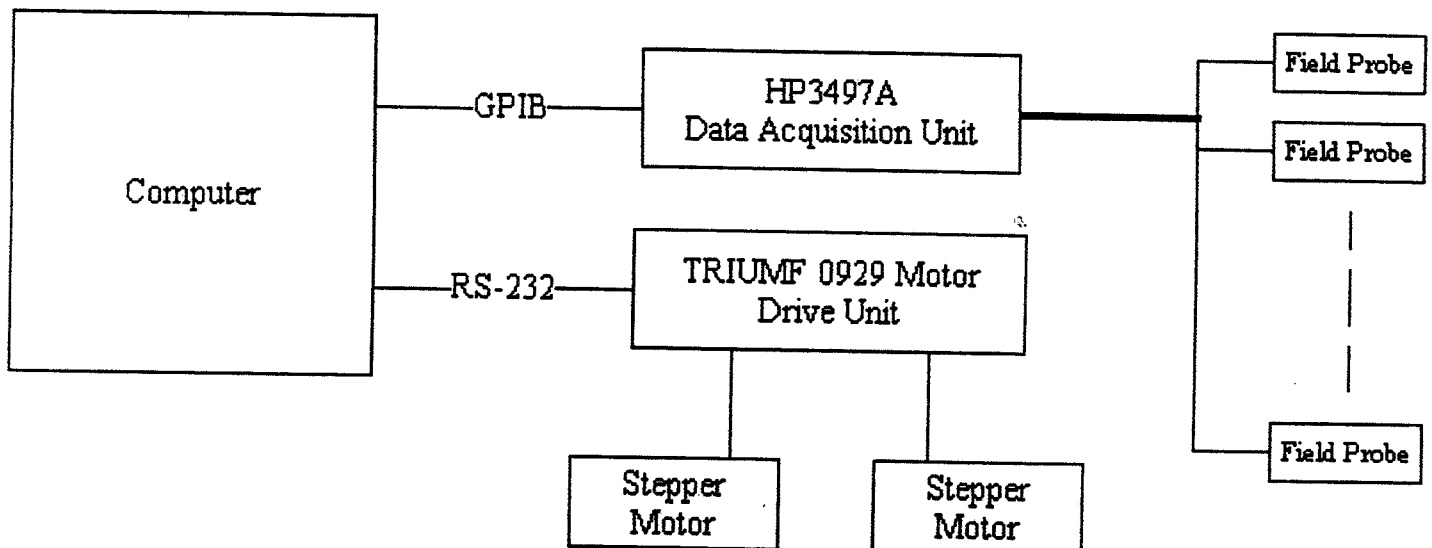 Computer
GPIB
RS-232
HP3497A
Data Acquisition Unit
TRIUMF 0929 Motor
Drive Unit
Stepper
Motor
Stepper
Motor
Field Probe
Field Probe
Field Probe